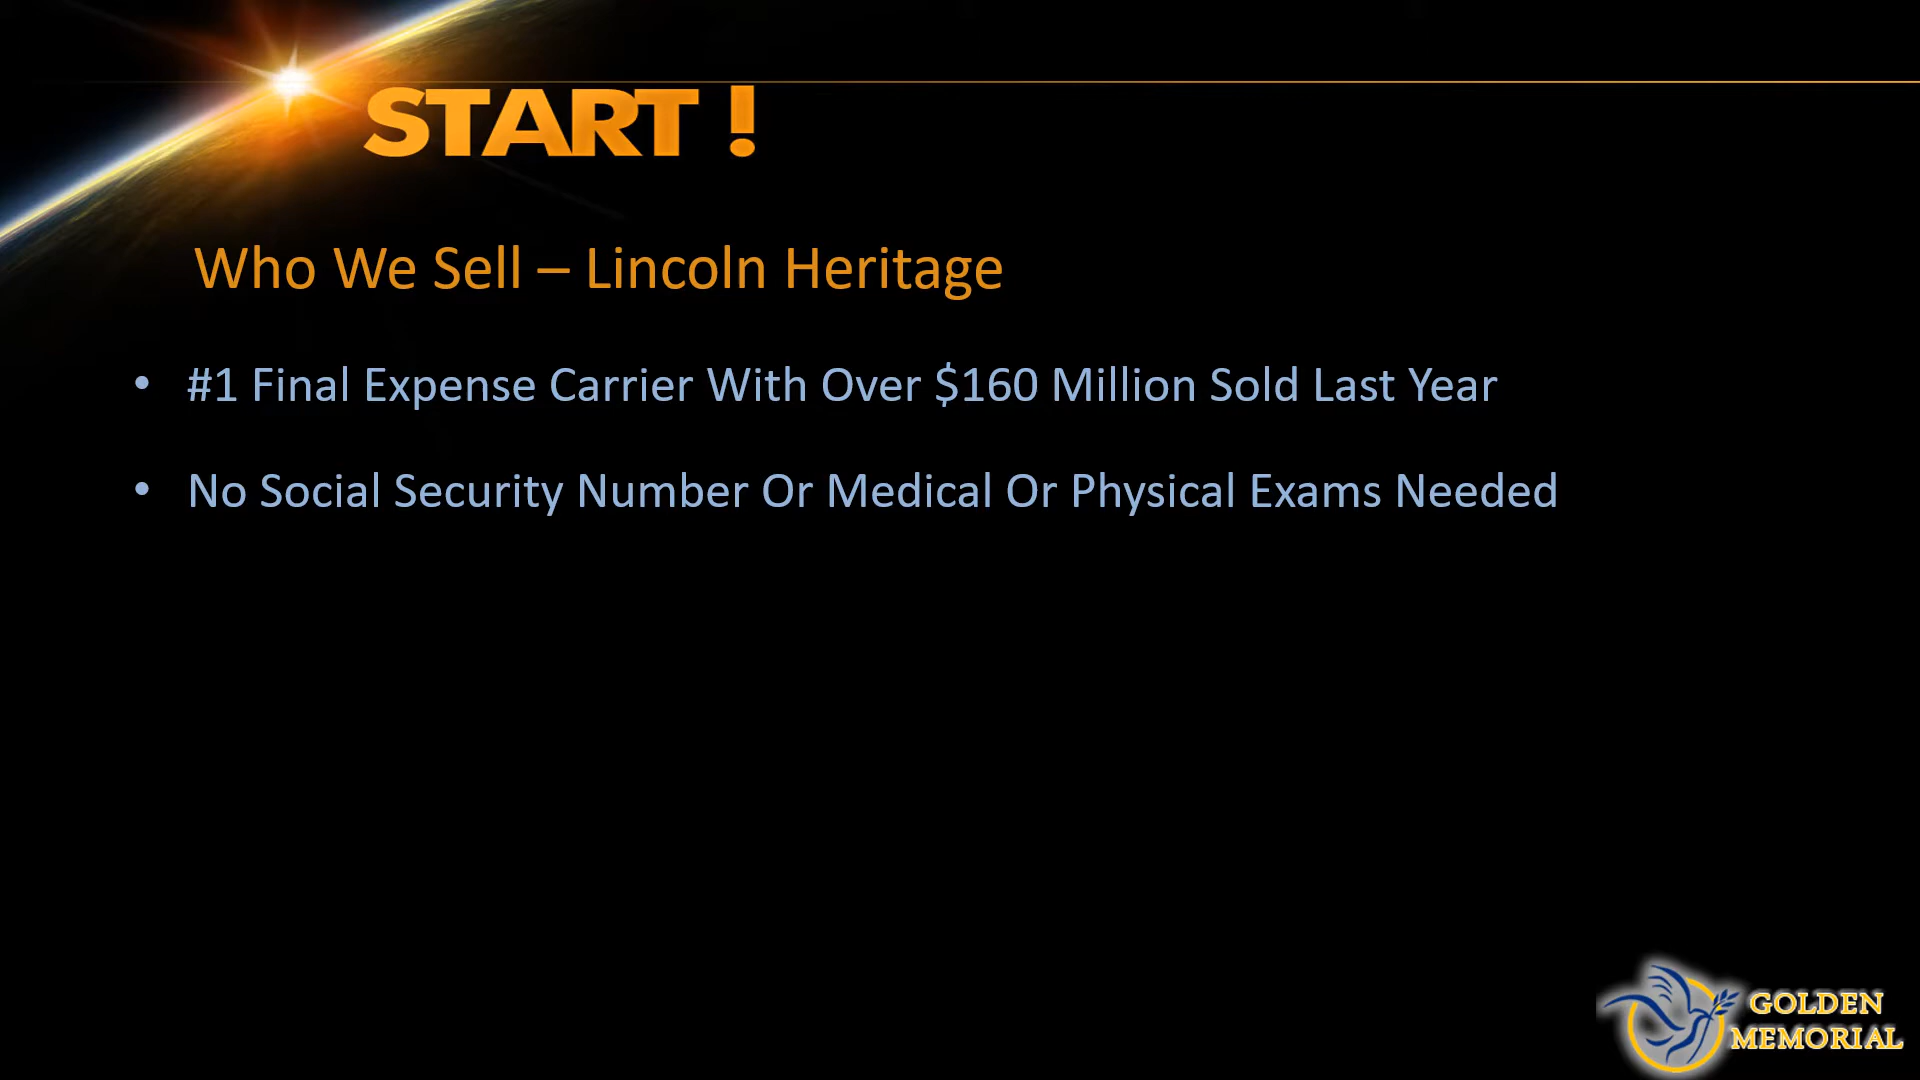 START !
Who We Sell – Lincoln Heritage
• #1 Final Expense Carrier With Over $160 Million Sold Last Year
• No Social Security Number Or Medical Or Physical Exams Needed
GOLDEN
MEMORIAL